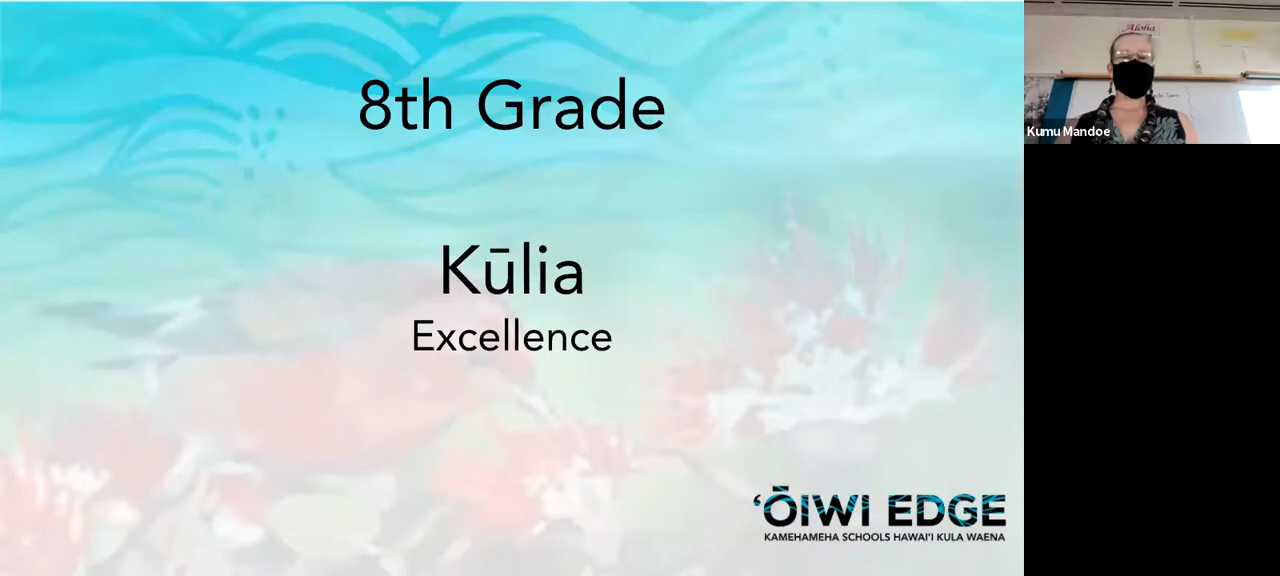 8th Grade
Kūlia
Excellence
ʻŌIWI EDGE
KAMEHAMEHA SCHOOLS HAWAIʻI KULA WAENA
Aloha
Kumu Mandoe